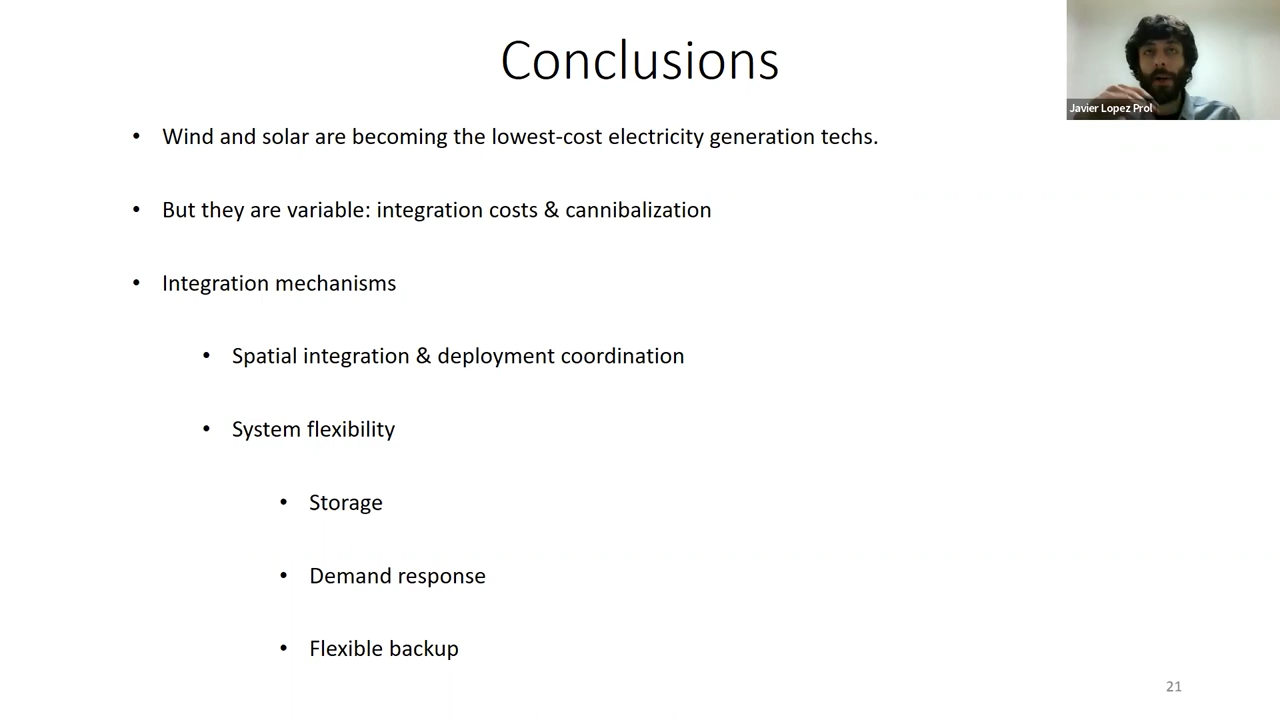 Conclusions
Javier Lopez Prol
• Wind and solar are becoming the lowest-cost electricity generation techs.
• But they are variable: integration costs & cannibalization
• Integration mechanisms
• Spatial integration & deployment coordination
• System flexibility
• Storage
• Demand response
• Flexible backup
21